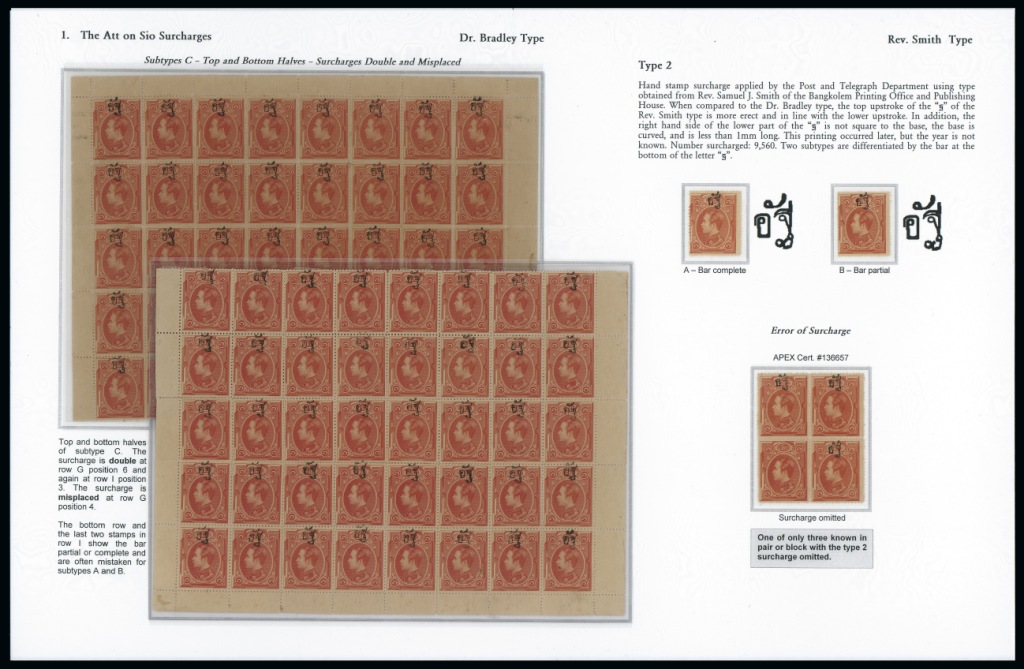 1. The Att on Sio Surcharges
Dr. Bradley Type
Rev. Smith Type
Subtypes C – Top and Bottom Halves – Surcharges Double and Misplaced
Type 2
Hand stamp surcharge applied by the Post and Telegraph Department using type
obtained from Rev. Samuel J. Smith of the Bangkolem Printing Office and Publishing
House. When compared to the Dr. Bradley type, the top upstroke of the "ฐ" of the
Rev. Smith type is more erect and in line with the lower upstroke. In addition, the
right hand side of the lower part of the "ฐ" is not square to the base, the base is
curved, and is less than 1mm long. This printing occurred later, but the year is not
known. Number surcharged: 9,560. Two subtypes are differentiated by the bar at the
bottom of the letter "ฐ".
อัฐ
อัฐ
A – Bar complete
B – Bar partial
Error of Surcharge
APEX Cert. #136657
Surcharge omitted
One of only three known in
pair or block with the type 2
surcharge omitted.
Top and bottom halves
of subtype C. The
surcharge is double at
row G position 6 and
again at row I position
3. The surcharge is
misplaced at row G
position 4.
The bottom row and
the last two stamps in
row I show the bar
partial or complete and
are often mistaken for
subtypes A and B.